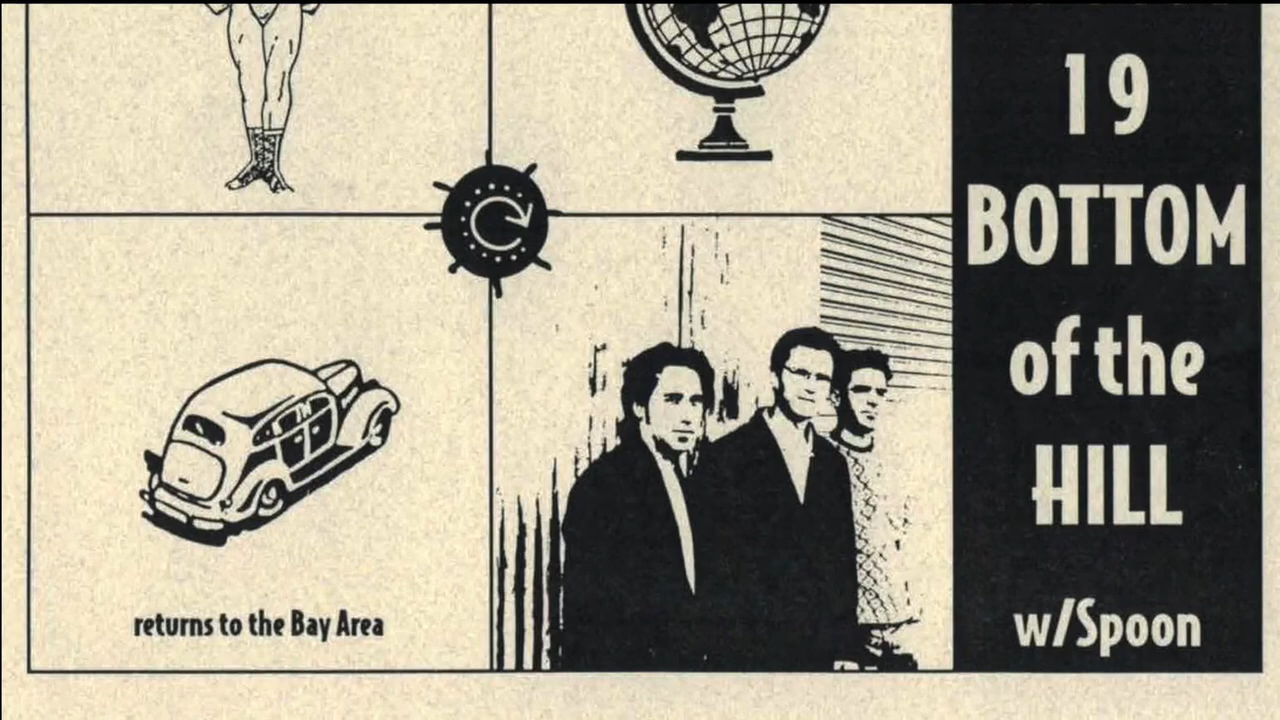 19
BOTTOM
of the
HILL
w/Spoon
returns to the Bay Area